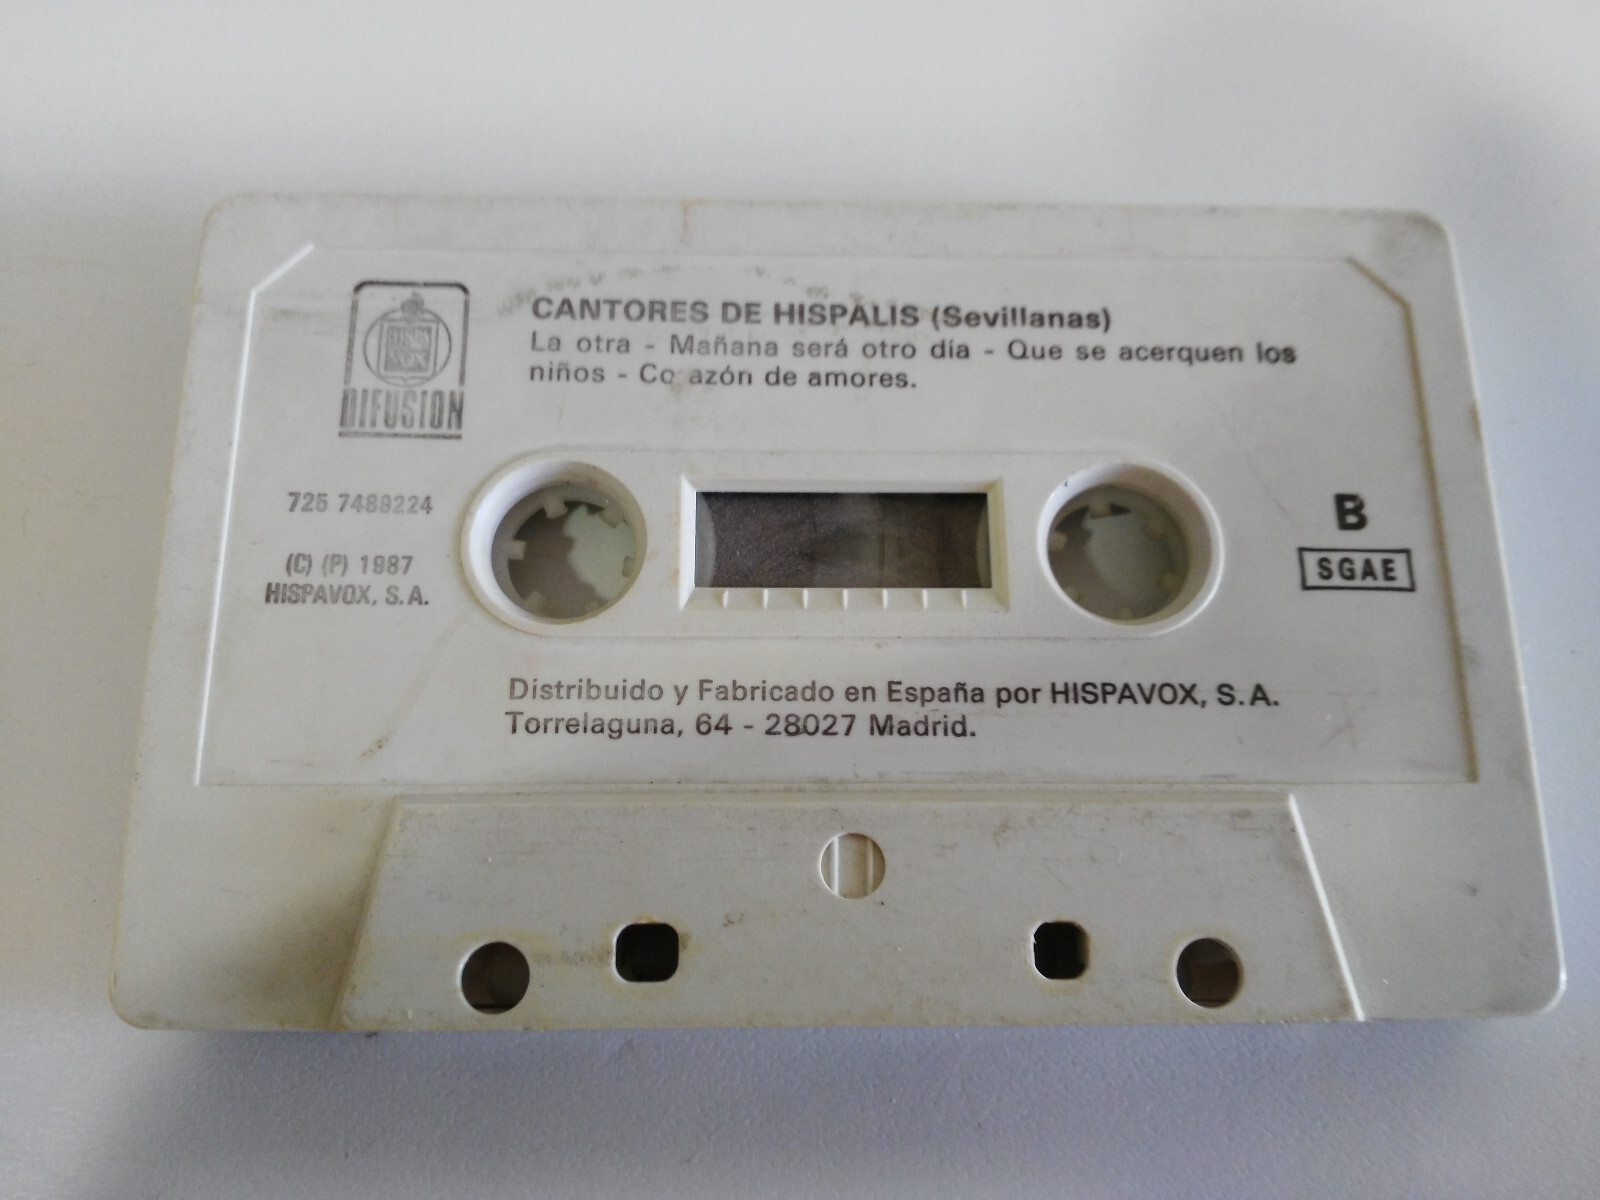 CANTORES DE HISPALIS (Sevillanas)
La otra - Mañana será otro día - Que se acerquen los
niños - Co azón de amores.
DIFUSION
725 7489224
(C) (P) 1987
HISPAVOX, S.A.
B
SGAE
Distribuido y Fabricado en España por HISPAVOX, S.A.
Torrelaguna, 64 - 28027 Madrid.